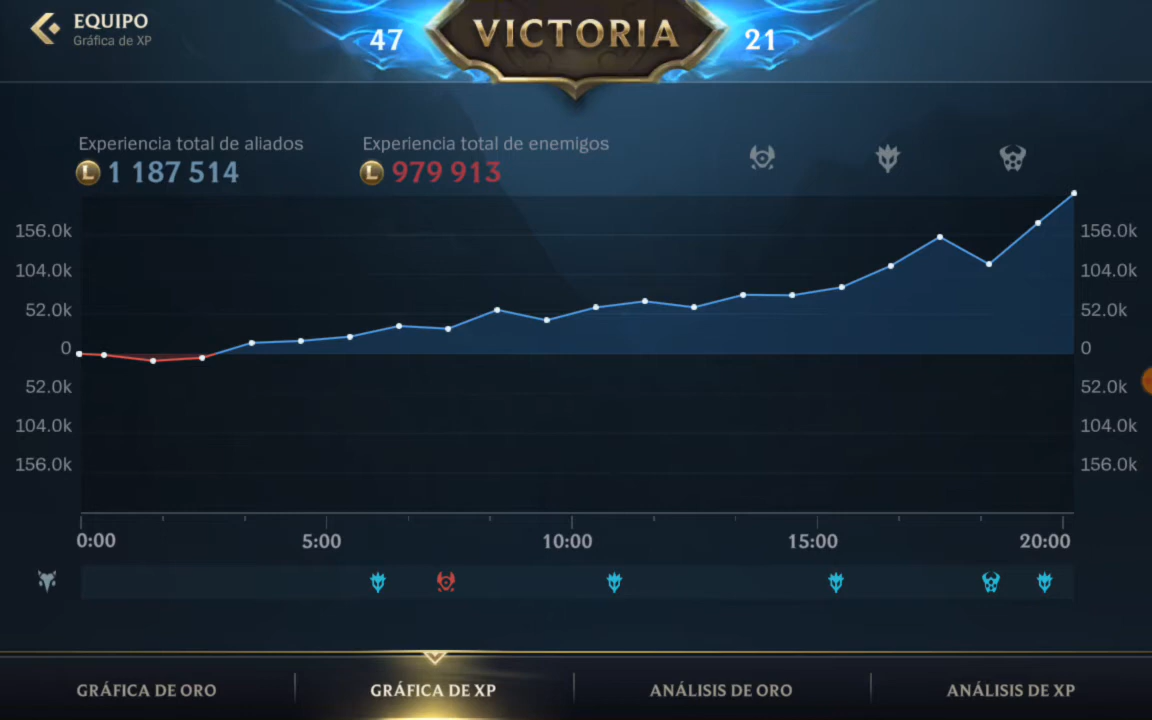 EQUIPO
Gráfica de XP
47
VICTORIA
21
Experiencia total de aliados
1 187 514
Experiencia total de enemigos
979 913
156.0k
104.0k
52.0k
0
52.0k
104.0k
156.0k
156.0k
104.0k
52.0k
0
52.0k
104.0k
156.0k
0:00
5:00
10:00
15:00
20:00
GRÁFICA DE ORO
GRÁFICA DE XP
ANÁLISIS DE ORO
ANÁLISIS DE XP